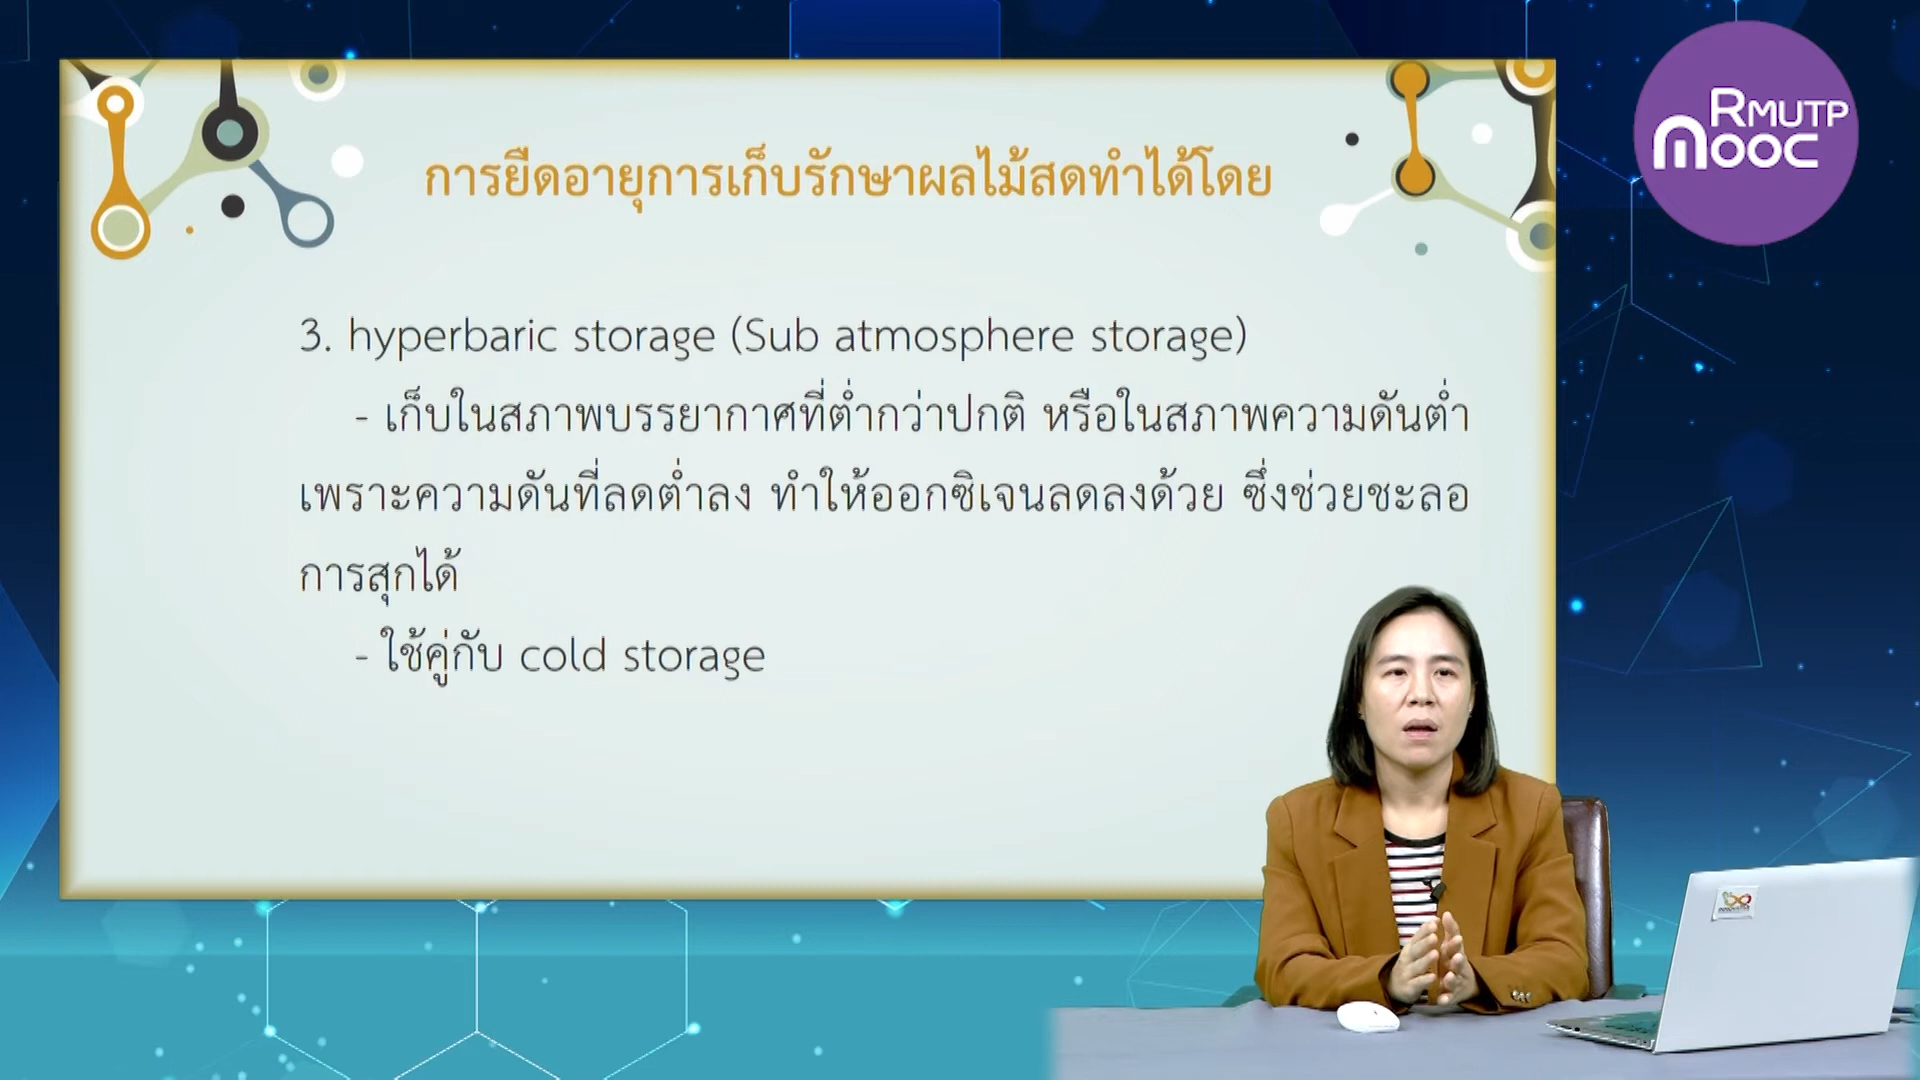 RMUTP
MOOC
การยืดอายุการเก็บรักษาผลไม้สดทำได้โดย
3. hyperbaric storage (Sub atmosphere storage)
- เก็บในสภาพบรรยากาศที่ต่ำกว่าปกติ หรือในสภาพความดันต่ำ
เพราะความดันที่ลดต่ำลง ทำให้ออกซิเจนลดลงด้วย ซึ่งช่วยชะลอ
การสุกได้
- ใช้คู่กับ cold storage